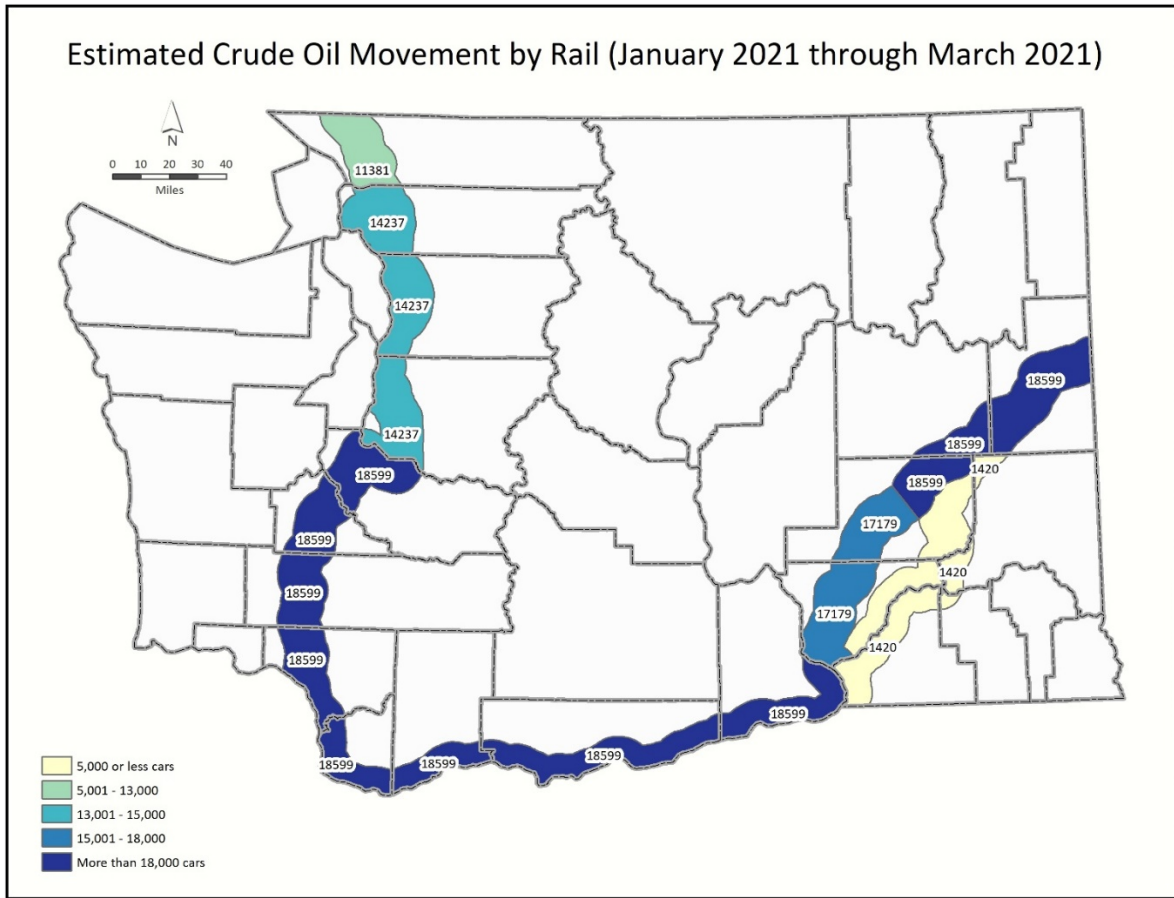 Estimated Crude Oil Movement by Rail (January 2021 through March 2021)
N
0 10 20 30 40
Miles
11381
14237
14237
14237
18599
18599
18599
18599
18599
18599
18599
18599
18599
18599
18599
1420
17179
1420
17179
1420
5,000 or less cars
5,001 - 13,000
13,001 - 15,000
15,001 - 18,000
More than 18,000 cars